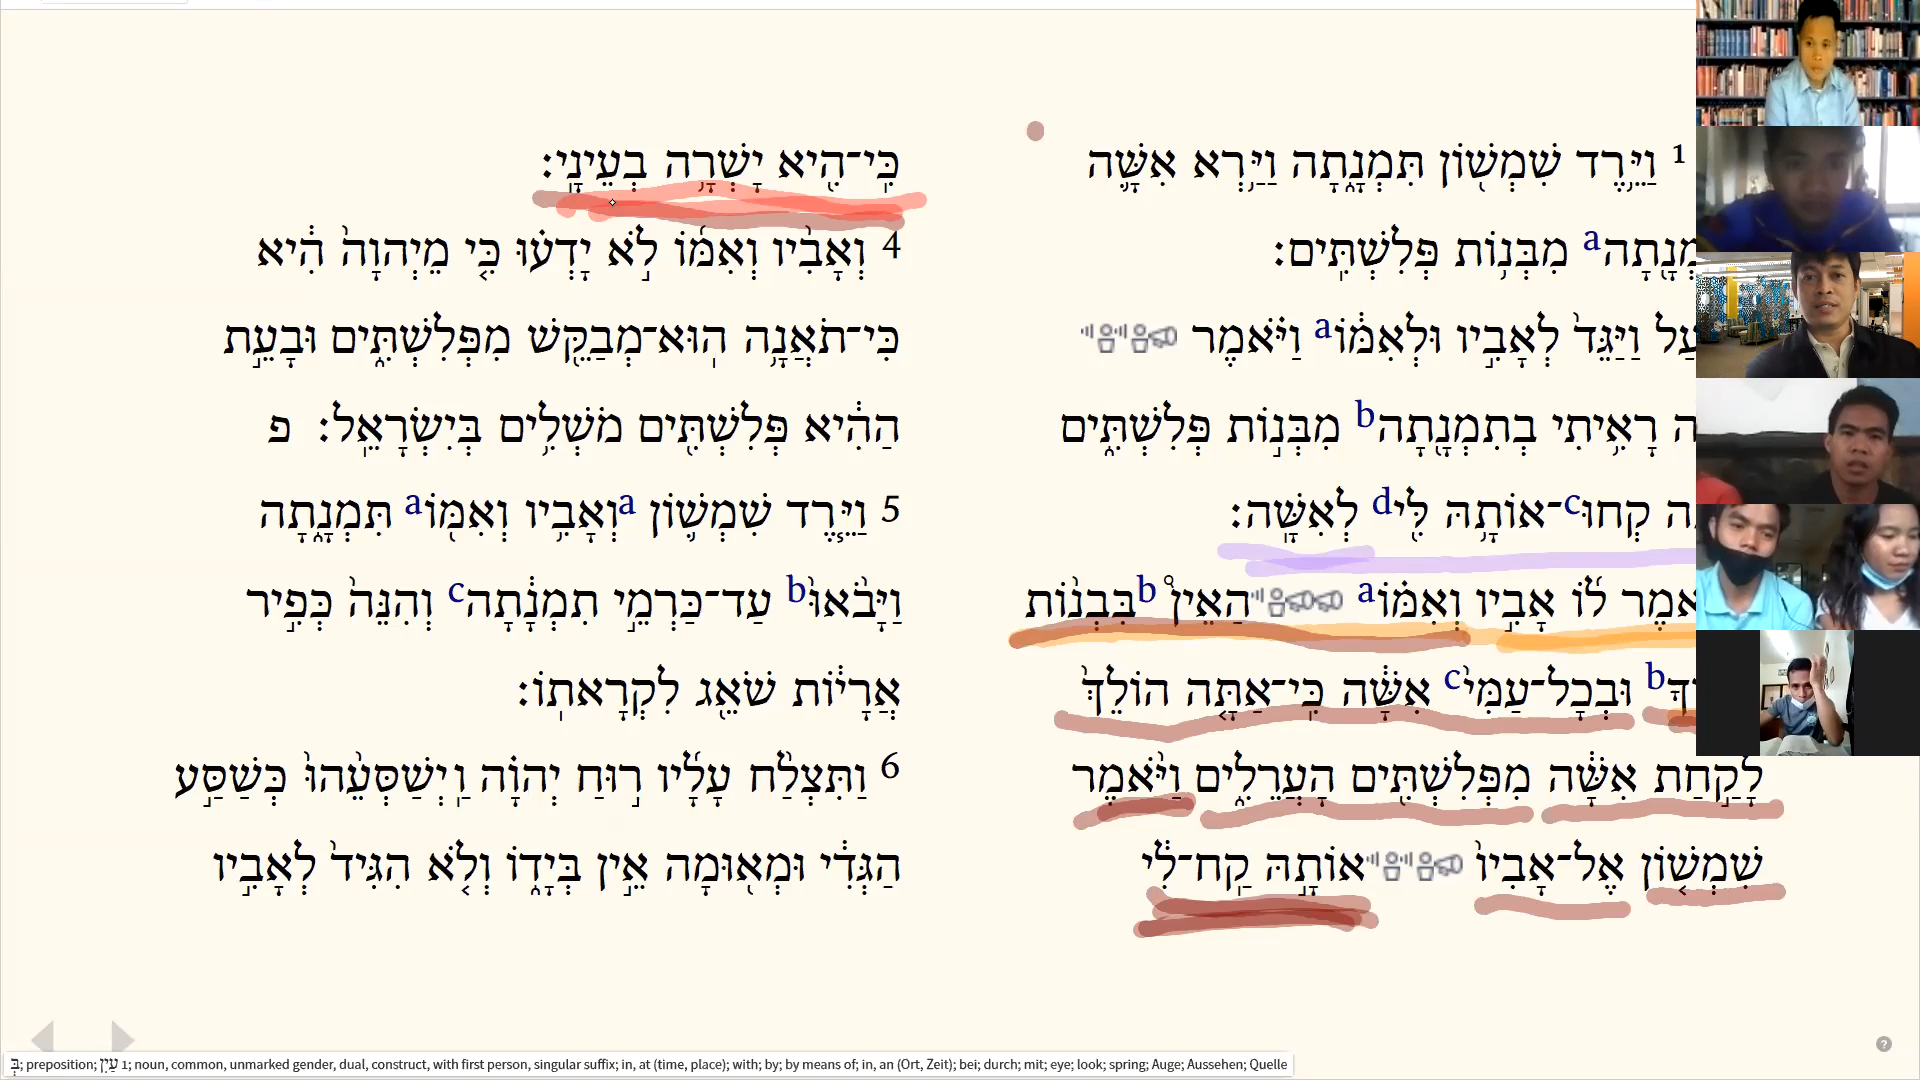 1 וַיֵּ֥רֶד שִׁמְשׁ֖וֹן תִּמְנָ֑תָה וַיַּ֥רְא אִשָּׁ֛ה
a מִבְּנ֥וֹת פְּלִשְׁתִּֽים׃
וַיַּגֵּד֙ לְאָבִ֣יו וּלְאִמּ֔וֹ a וַיֹּ֗אמֶר
רָאִ֥יתִי בְתִמְנָ֖תָה b מִבְּנ֣וֹת פְּלִשְׁתִּ֑ים
קְחוּ c־אוֹתָ֥הּ לִּ֖י d לְאִשָּֽׁה׃
ל֜וֹ אָבִ֣יו וְאִמּ֗וֹ a הַאֵין֩ b בִּבְנ֨וֹת
b וּבְכָל־עַמִּי֙ c אִשָּׁ֔ה כִּֽי־אַתָּ֤ה הוֹלֵךְ֙
לָקַ֣חַת אִשָּׁ֔ה מִפְּלִשְׁתִּ֖ים הָעֲרֵלִ֑ים וַיֹּ֨אמֶר
שִׁמְשׁ֤וֹן אֶל־אָבִיו֙ אוֹתָ֣הּ קַֽח־לִ֔י
כִּֽי־הִ֖יא יָשְׁרָ֥ה בְעֵינָֽי׃
4 וְאָבִ֨יו וְאִמּ֜וֹ לֹ֣א יָדְע֗וּ כִּ֤י מֵיְהוָה֙ הִ֔יא
כִּי־תֹאֲנָ֥ה הֽוּא־מְבַקֵּ֖שׁ מִפְּלִשְׁתִּ֑ים וּבָעֵ֣ת
הַהִ֔יא פְּלִשְׁתִּ֖ים מֹשְׁלִ֥ים בְּיִשְׂרָאֵֽל׃ פ
5 וַיֵּ֧רֶד שִׁמְשׁ֛וֹן a וְאָבִ֥יו וְאִמּ֖וֹ a תִּמְנָ֑תָה
וַיָּבֹ֙אוּ֙ b עַד־כַּרְמֵ֣י תִמְנָ֔תָה c וְהִנֵּה֙ כְּפִ֣יר
אֲרָי֔וֹת שֹׁאֵ֖ג לִקְרָאתֽוֹ׃
6 וַתִּצְלַ֨ח עָלָ֜יו ר֣וּחַ יְהוָ֗ה וַֽיְשַׁסְּעֵ֙הוּ֙ כְּשַׁסַּ֣ע
הַגְּדִ֔י וּמְא֖וּמָה אֵ֣ין בְּיָד֑וֹ וְלֹ֤א הִגִּיד֙ לְאָבִ֣יו
בְּ; preposition; עַיִן 1; noun, common, unmarked gender, dual, construct, with first person, singular suffix; in, at (time, place); with; by; by means of; in, an (Ort, Zeit); bei; durch; mit; eye; look; spring; Auge; Aussehen; Quelle